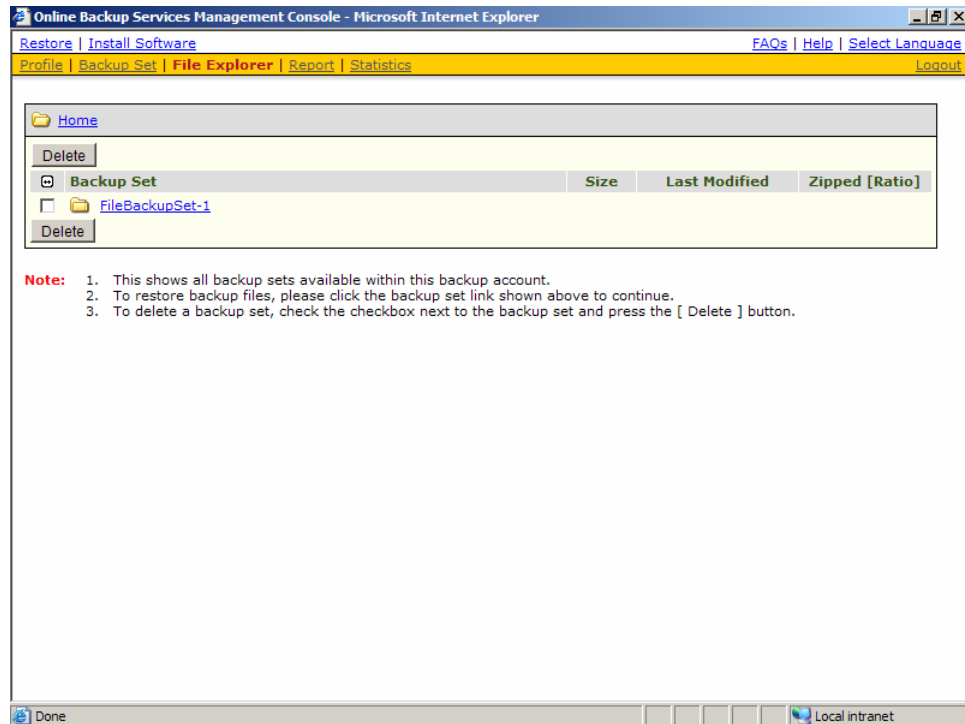 Online Backup Services Management Console - Microsoft Internet Explorer
Restore | Install Software FAQs | Help | Select Language
Profile | Backup Set | File Explorer | Report | Statistics Logout
Home
Delete
Backup Set Size Last Modified Zipped [Ratio]
FileBackupSet-1
Delete
Note: 1. This shows all backup sets available within this backup account.
2. To restore backup files, please click the backup set link shown above to continue.
3. To delete a backup set, check the checkbox next to the backup set and press the [ Delete ] button.
Done Local intranet